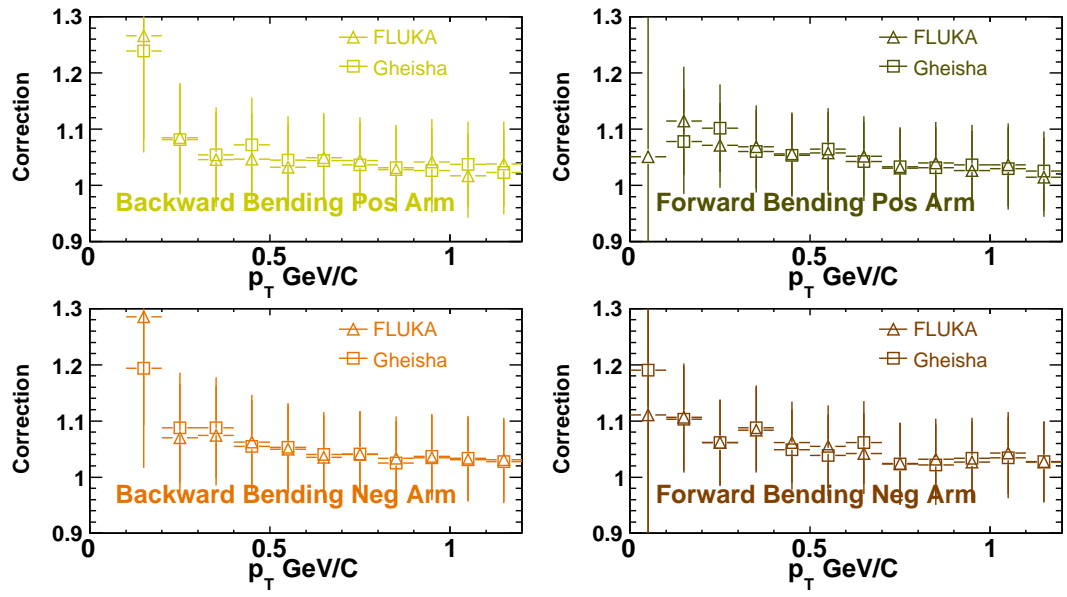 1.3
1.2
1.1
1
0.9
Correction
FLUKA
Gheisha
Backward Bending Pos Arm
0 0.5 1
p_T GeV/C
1.3
1.2
1.1
1
0.9
Correction
FLUKA
Gheisha
Forward Bending Pos Arm
0 0.5 1
p_T GeV/C
1.3
1.2
1.1
1
0.9
Correction
FLUKA
Gheisha
Backward Bending Neg Arm
0 0.5 1
p_T GeV/C
1.3
1.2
1.1
1
0.9
Correction
FLUKA
Gheisha
Forward Bending Neg Arm
0 0.5 1
p_T GeV/C